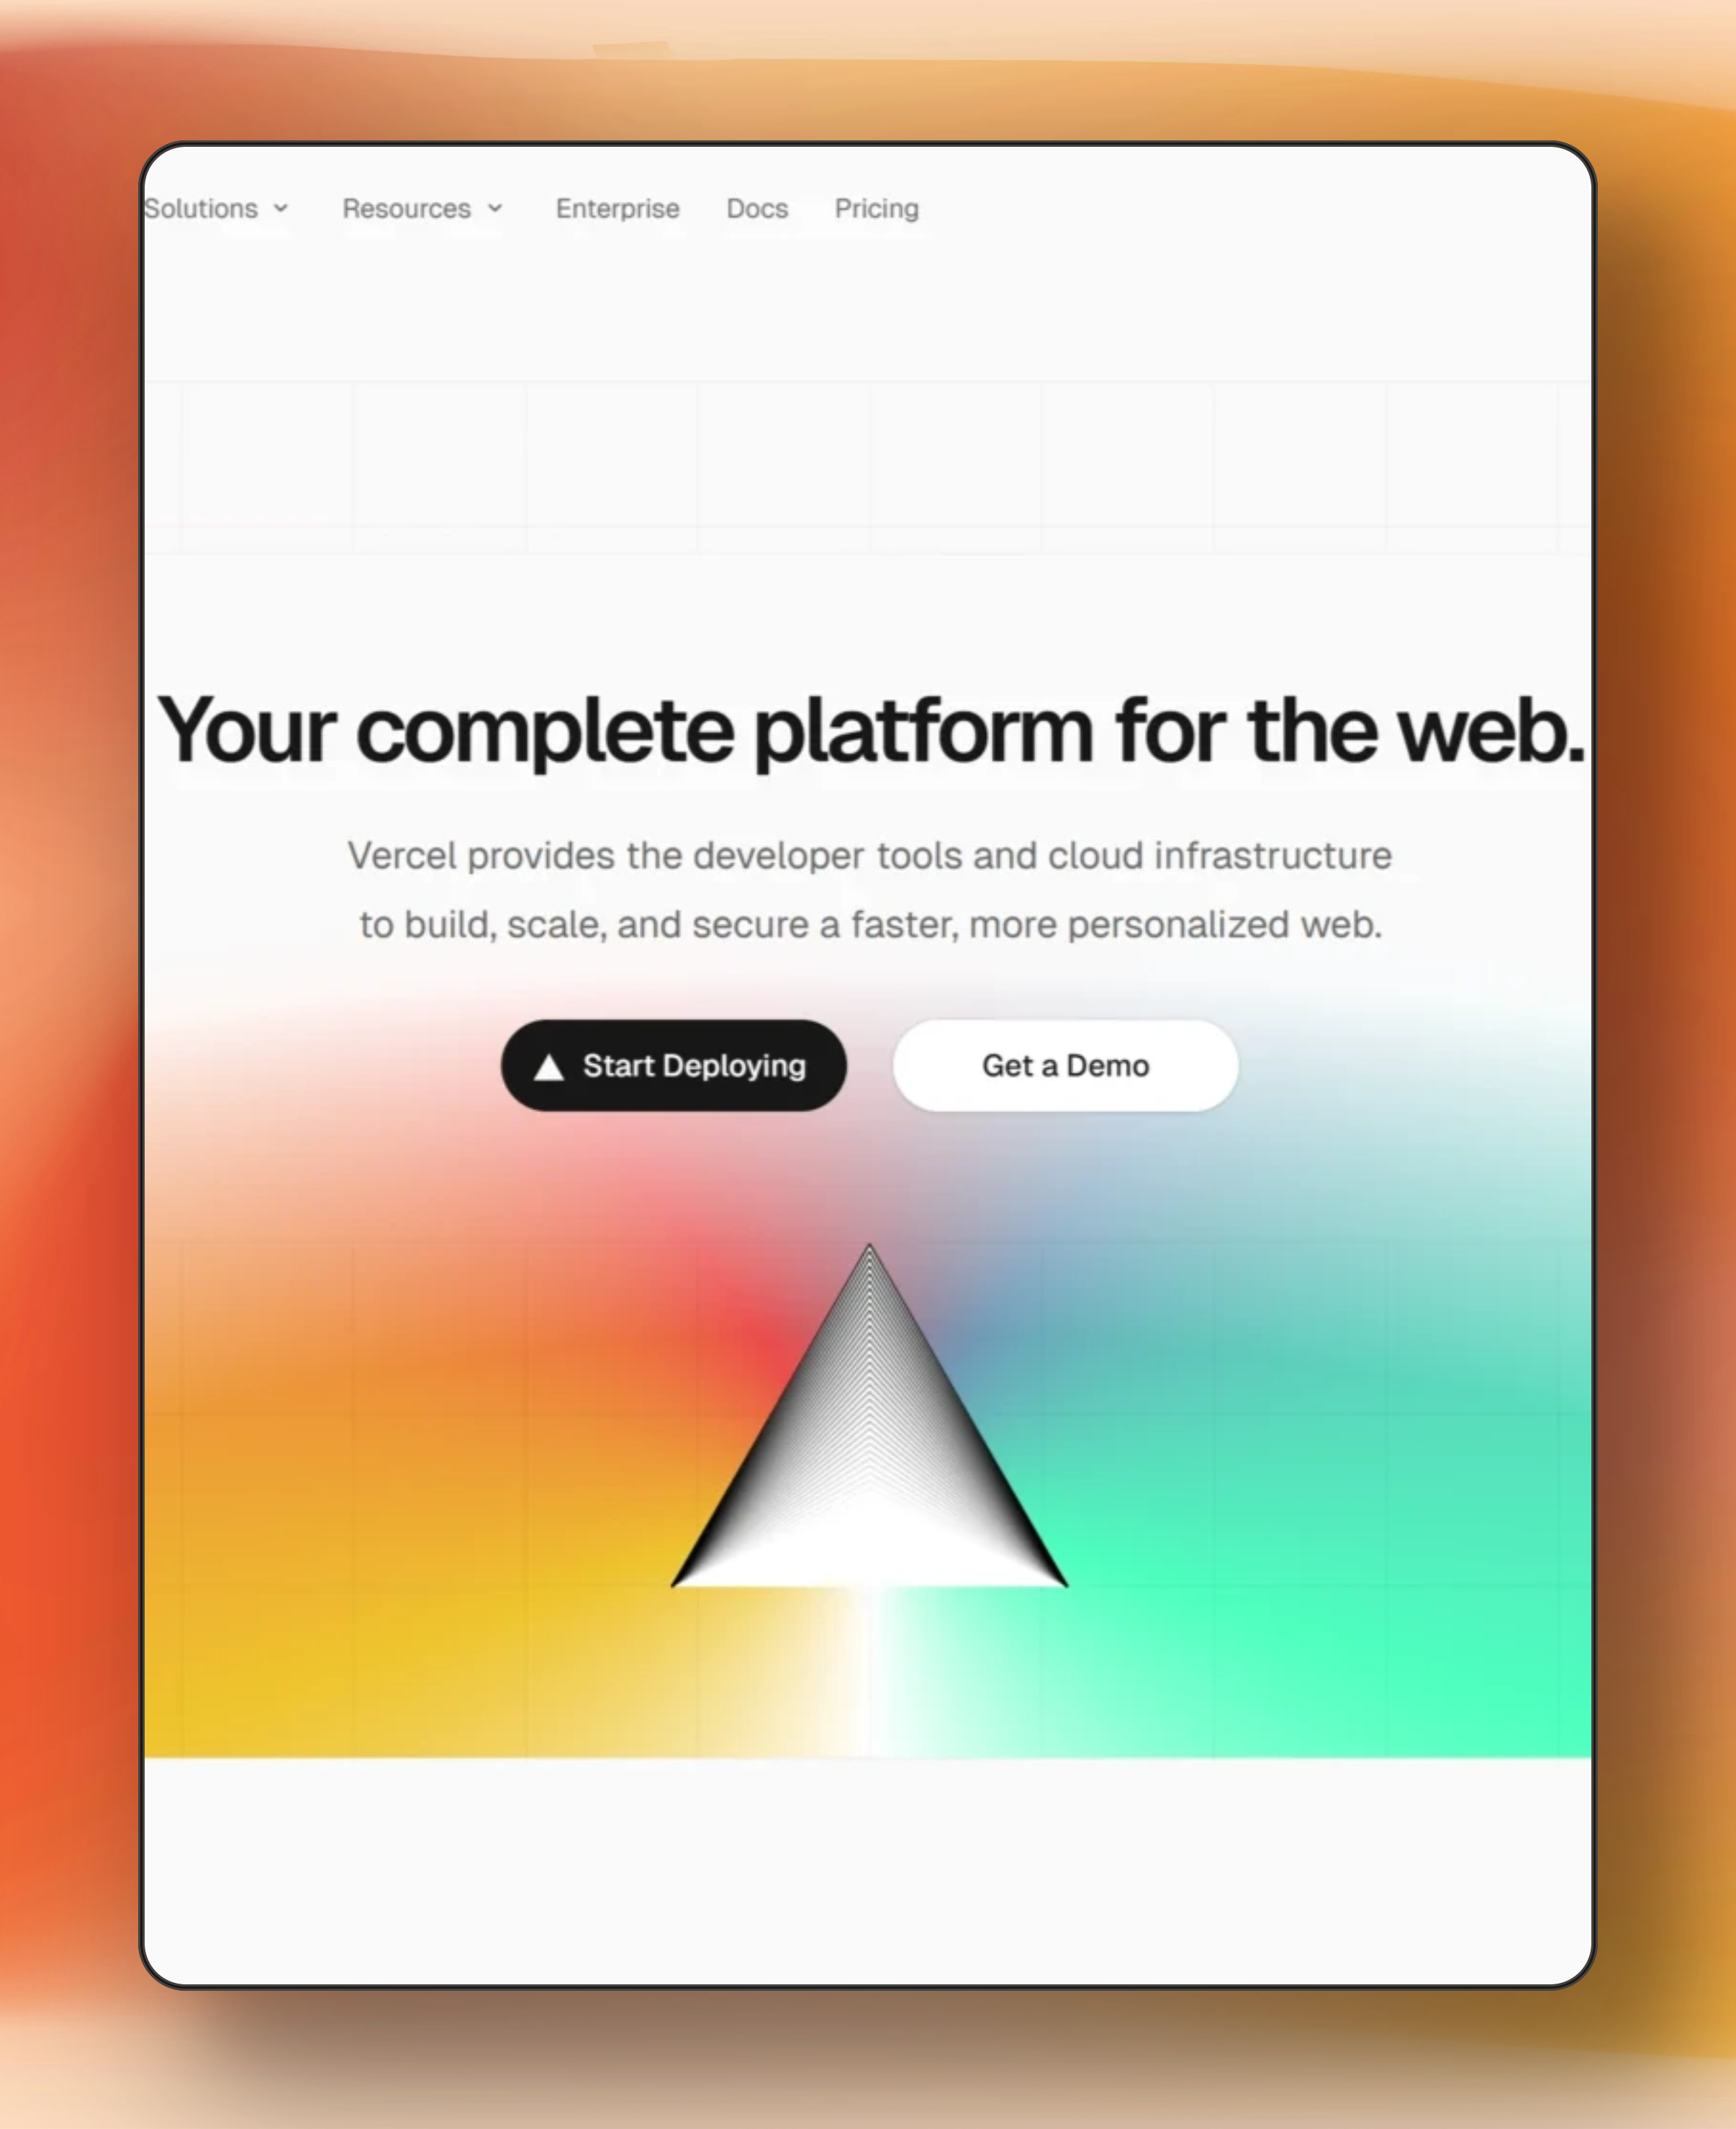 Solutions Resources Enterprise Docs Pricing
Your complete platform for the web.
Vercel provides the developer tools and cloud infrastructure
to build, scale, and secure a faster, more personalized web.
Start Deploying Get a Demo